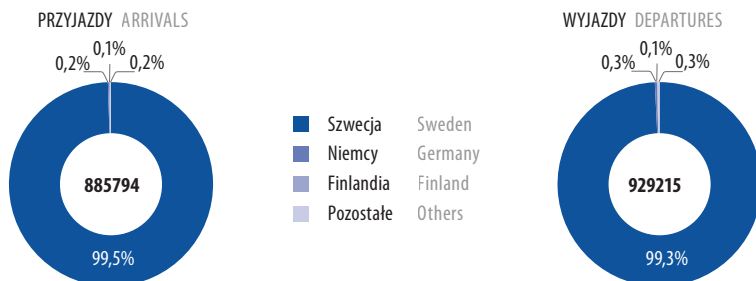 PRZYJAZDY ARRIVALS
0,1%
0,2% 0,2%
885794
99,5%
Szwecja Sweden
Niemcy Germany
Finlandia Finland
Pozostałe Others
WYJAZDY DEPARTURES
0,1%
0,3% 0,3%
929215
99,3%